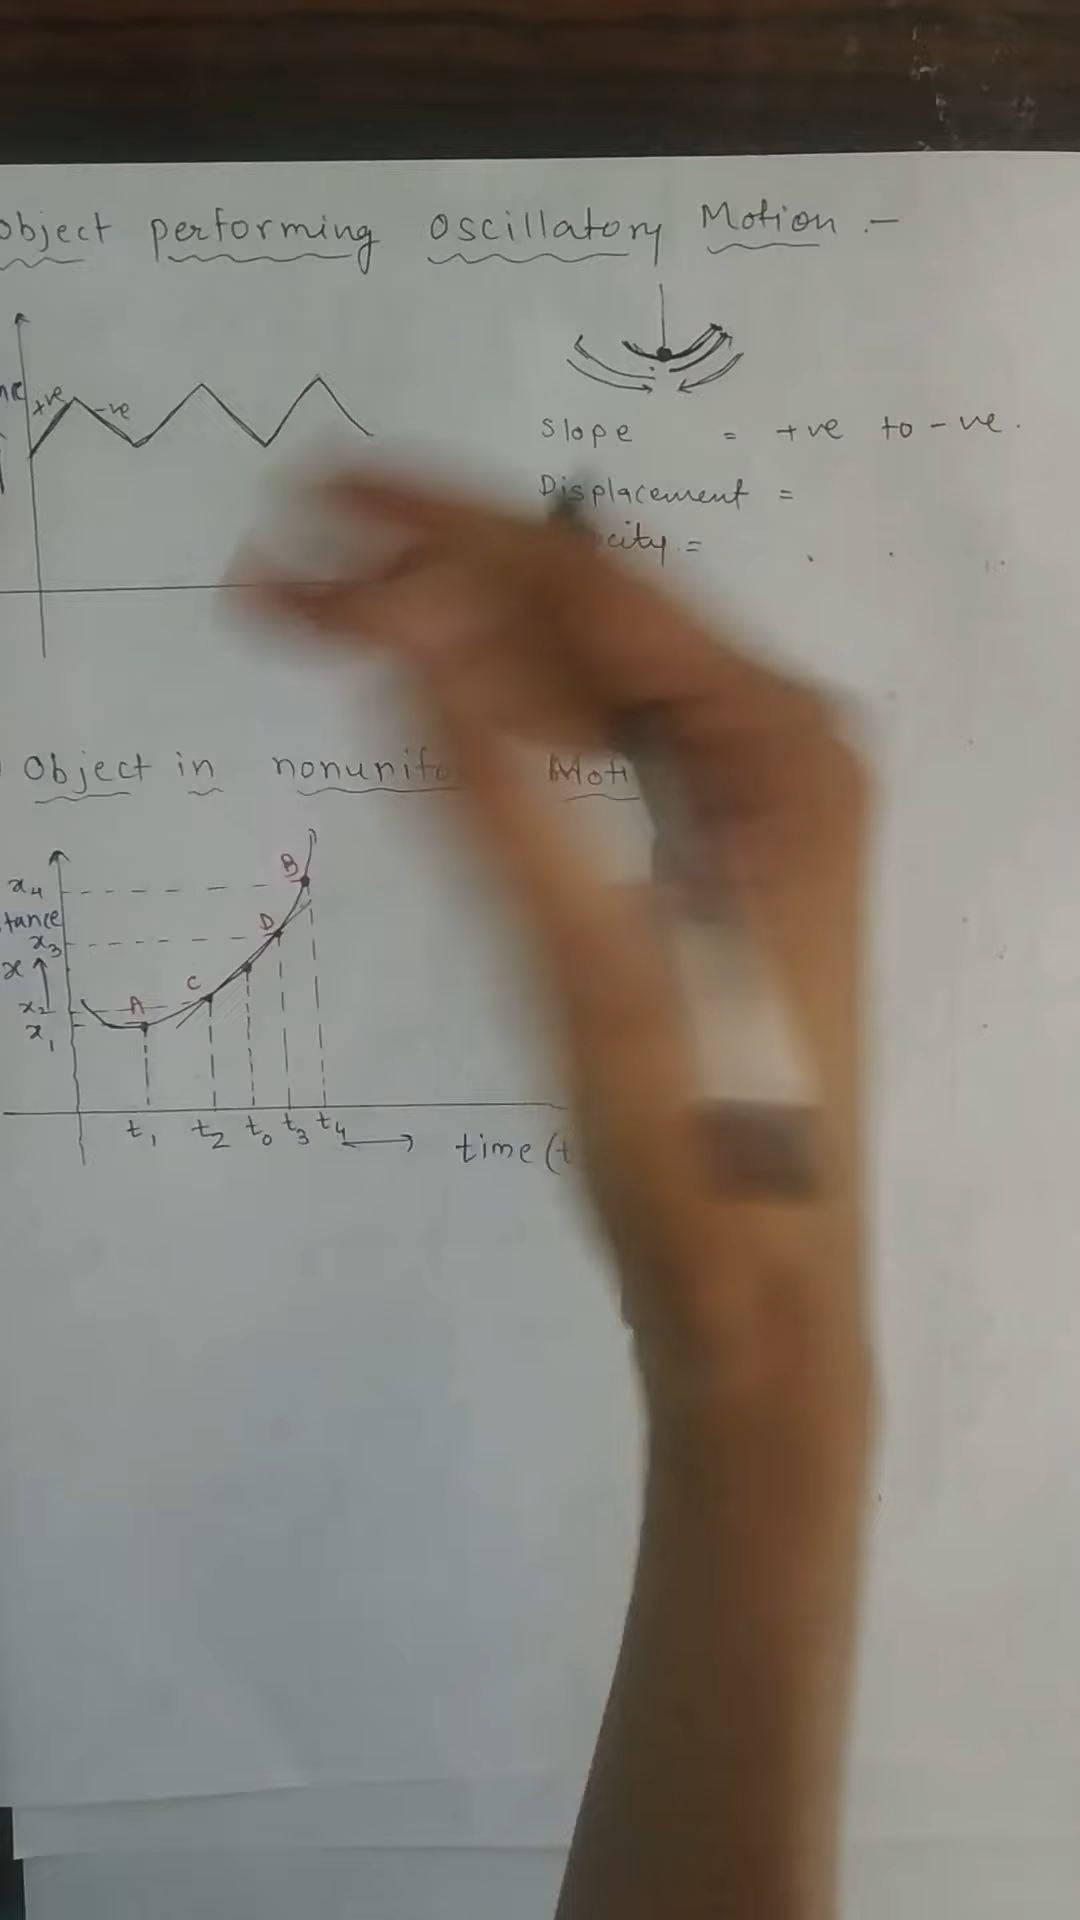 object performing oscillatory Motion :-
+ve -ve
Slope = +ve to -ve.
Displacement =
Object in
B
x4
D
x3
x
C
x2 A
x1
t1 t2 t0 t3 t4 → time (t